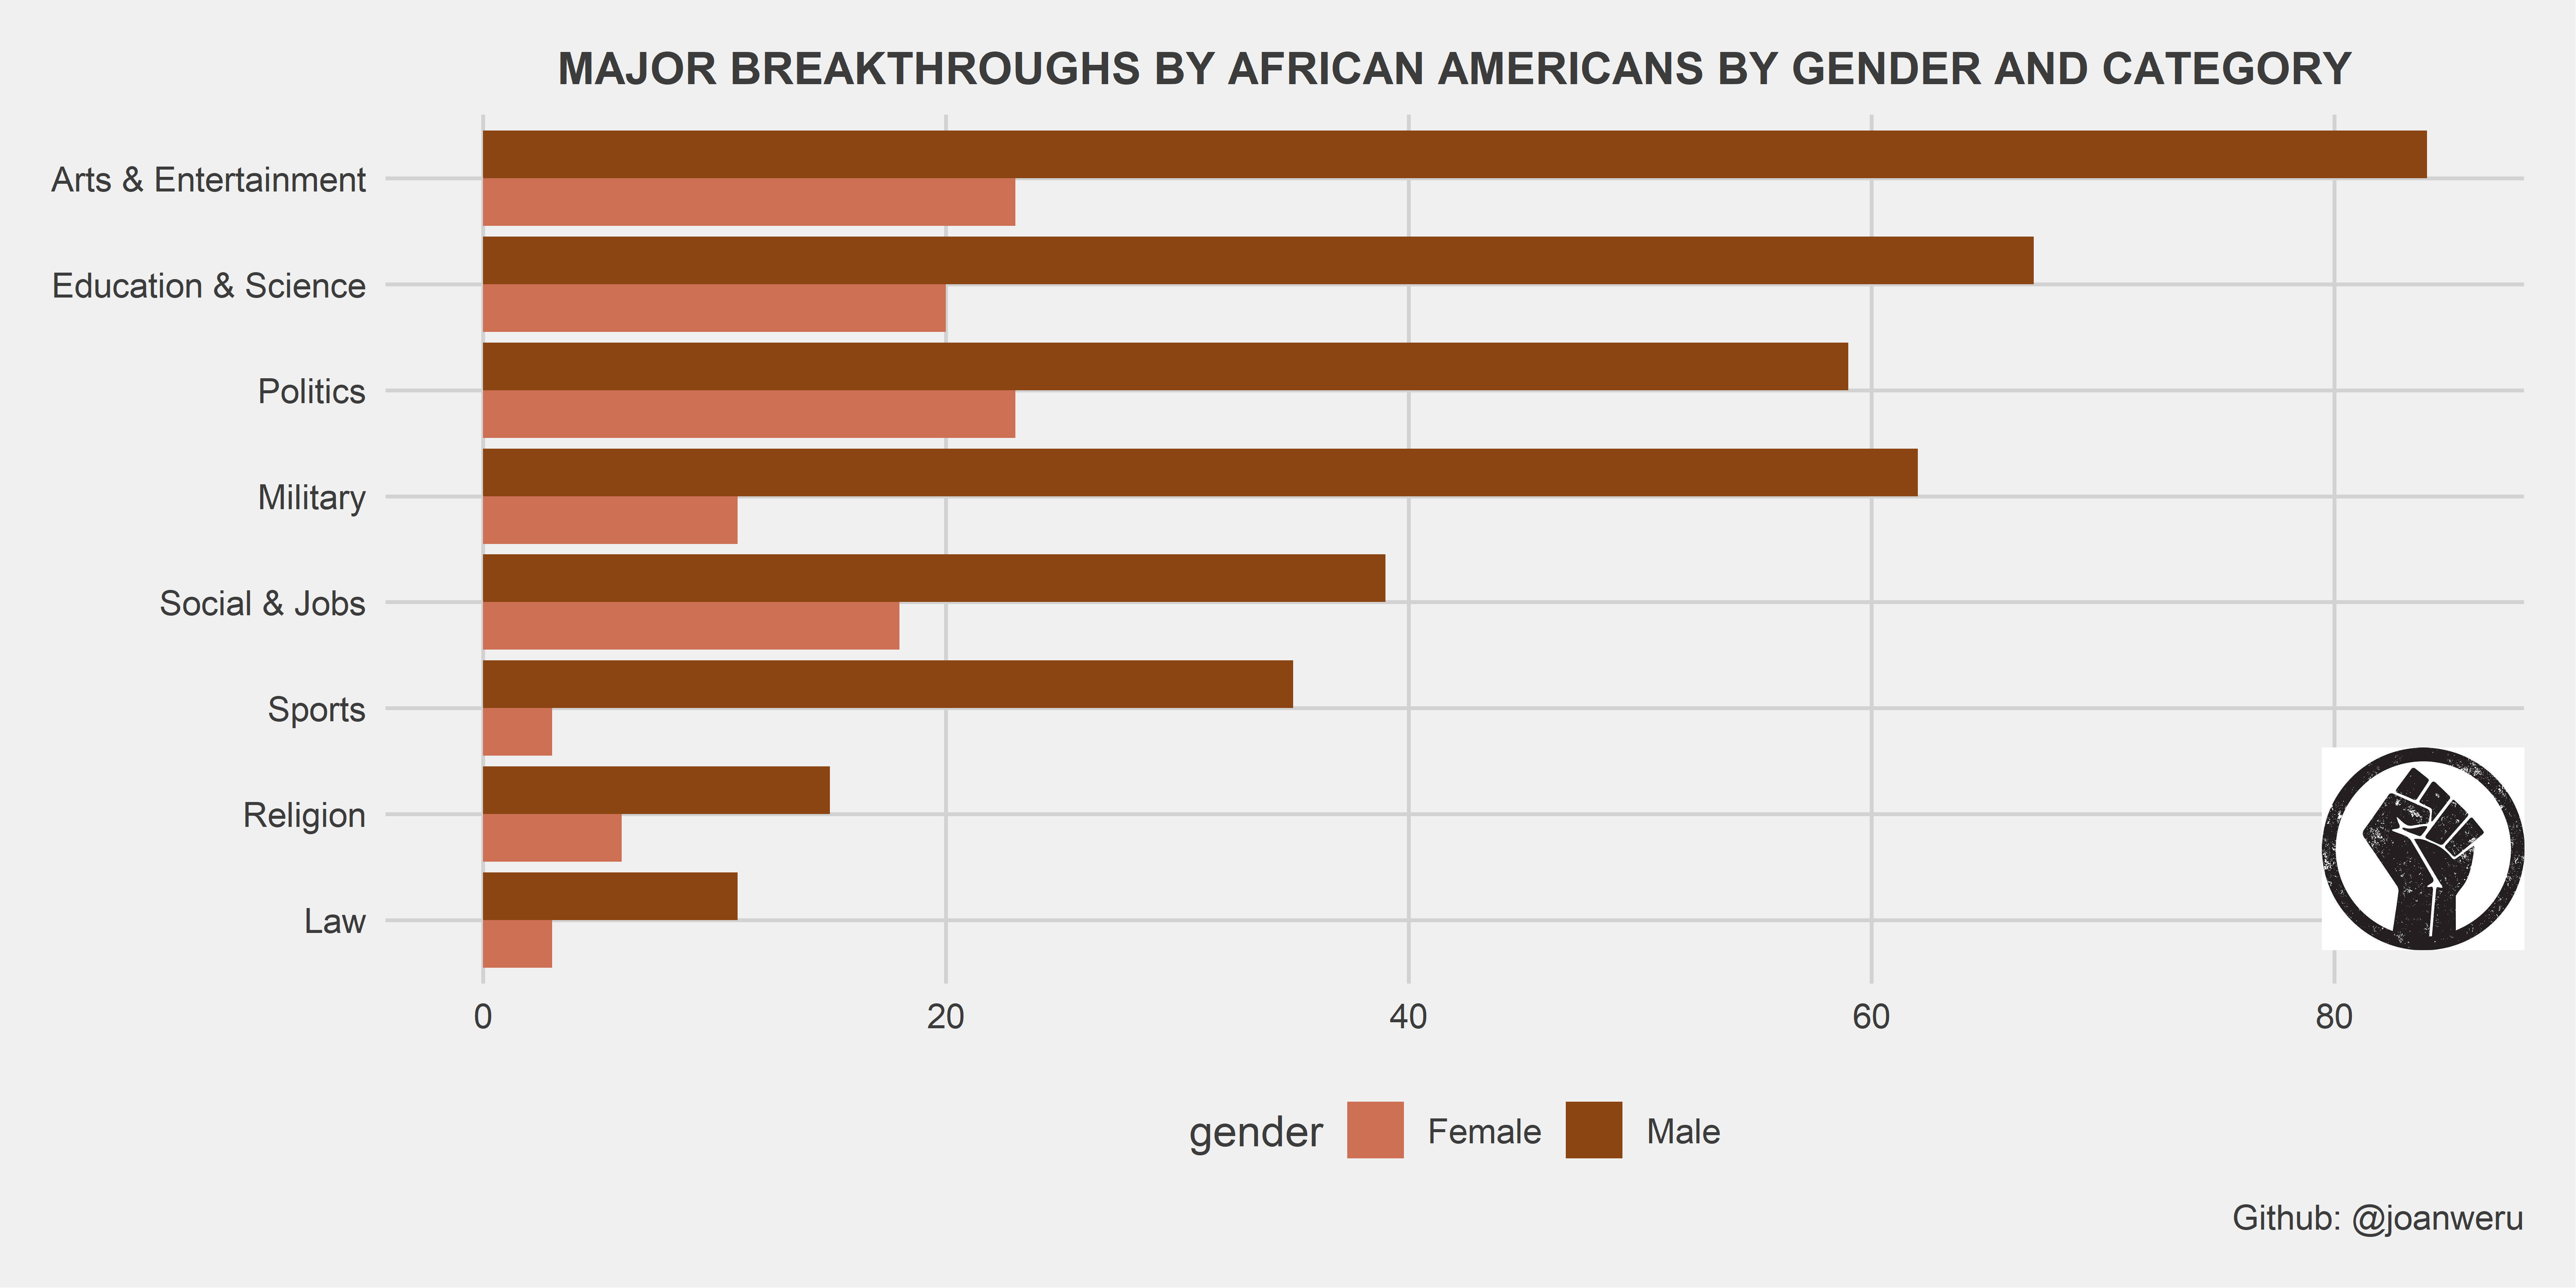 MAJOR BREAKTHROUGHS BY AFRICAN AMERICANS BY GENDER AND CATEGORY
Arts & Entertainment
Education & Science
Politics
Military
Social & Jobs
Sports
Religion
Law
0 20 40 60 80
gender Female Male
Github: @joanweru